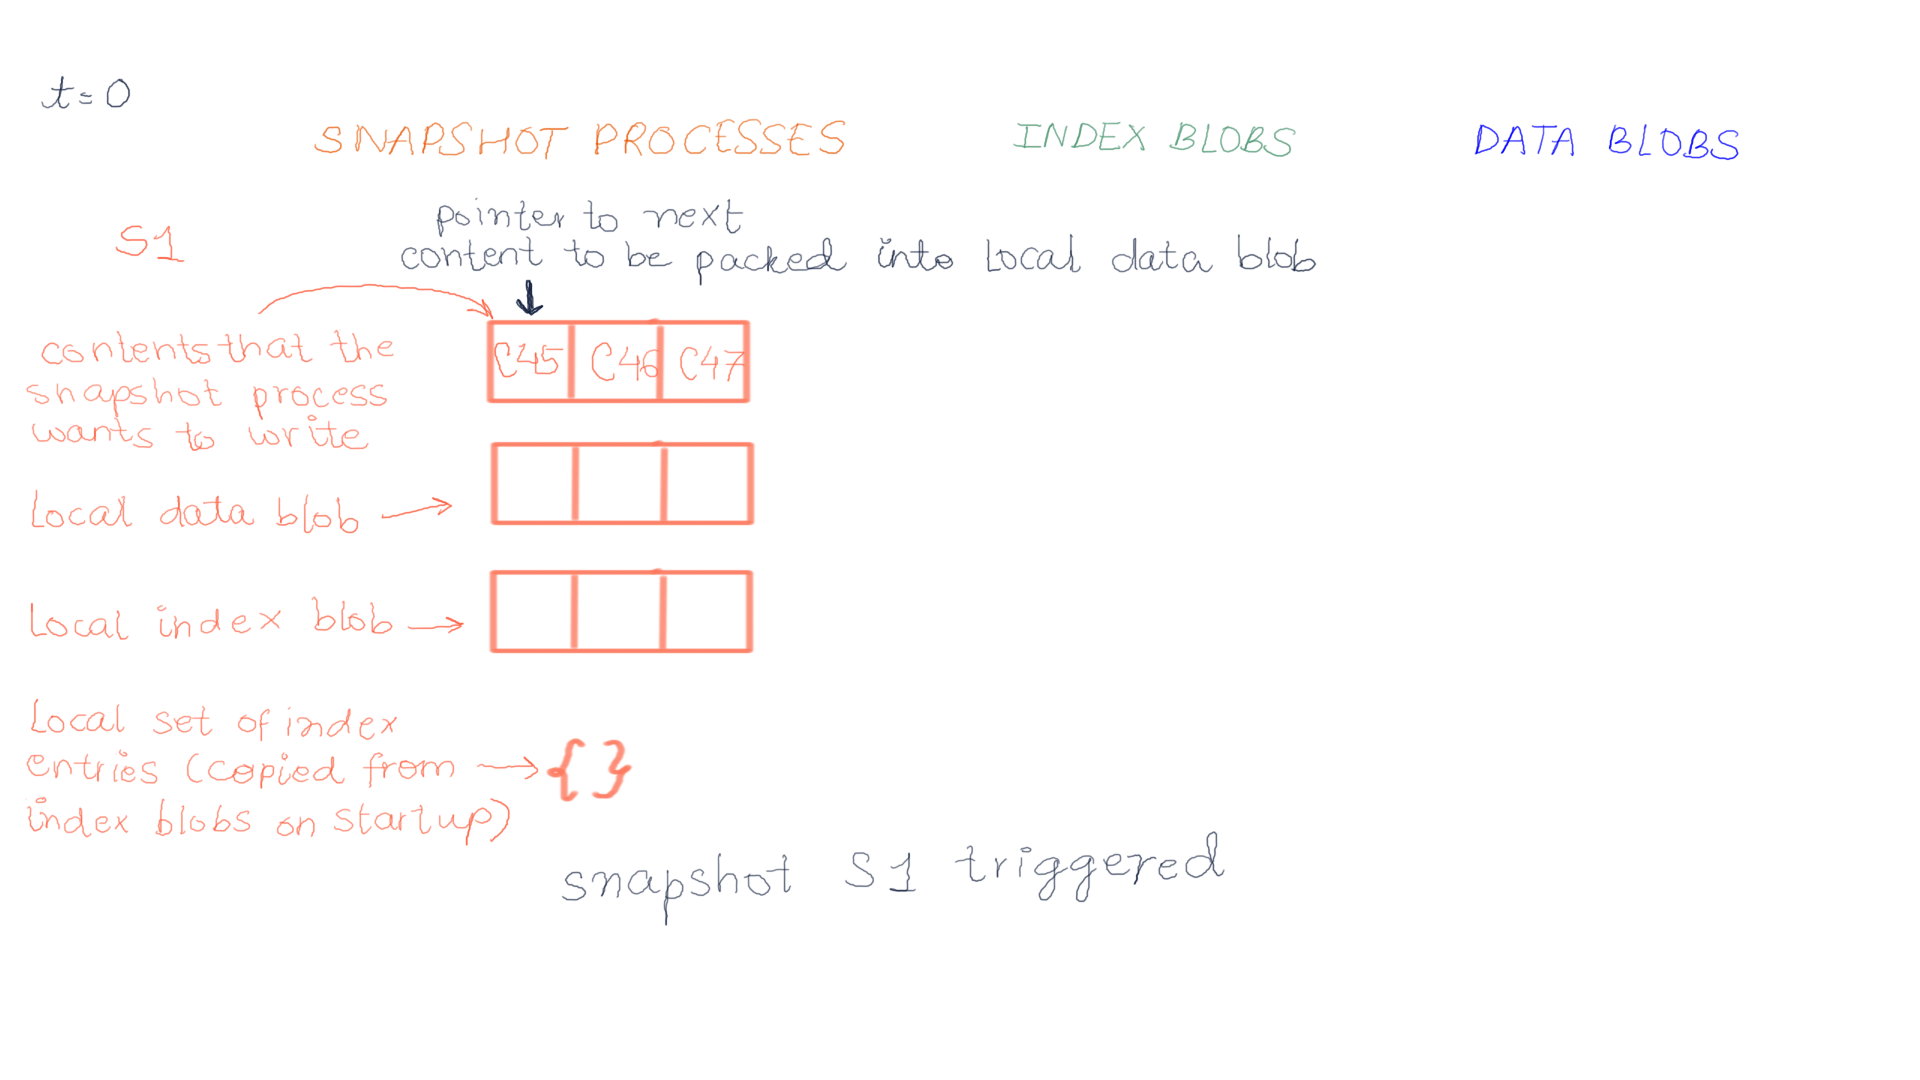 t=0
SNAPSHOT PROCESSES
INDEX BLOBS
DATA BLOBS
S1
pointer to next
content to be packed into Local data blob
contents that the
snapshot process
wants to write
C45 C46 C47
Local data blob
Local index blob
Local set of index
entries (copied from
index blobs on startup)
{}
snapshot S1 triggered